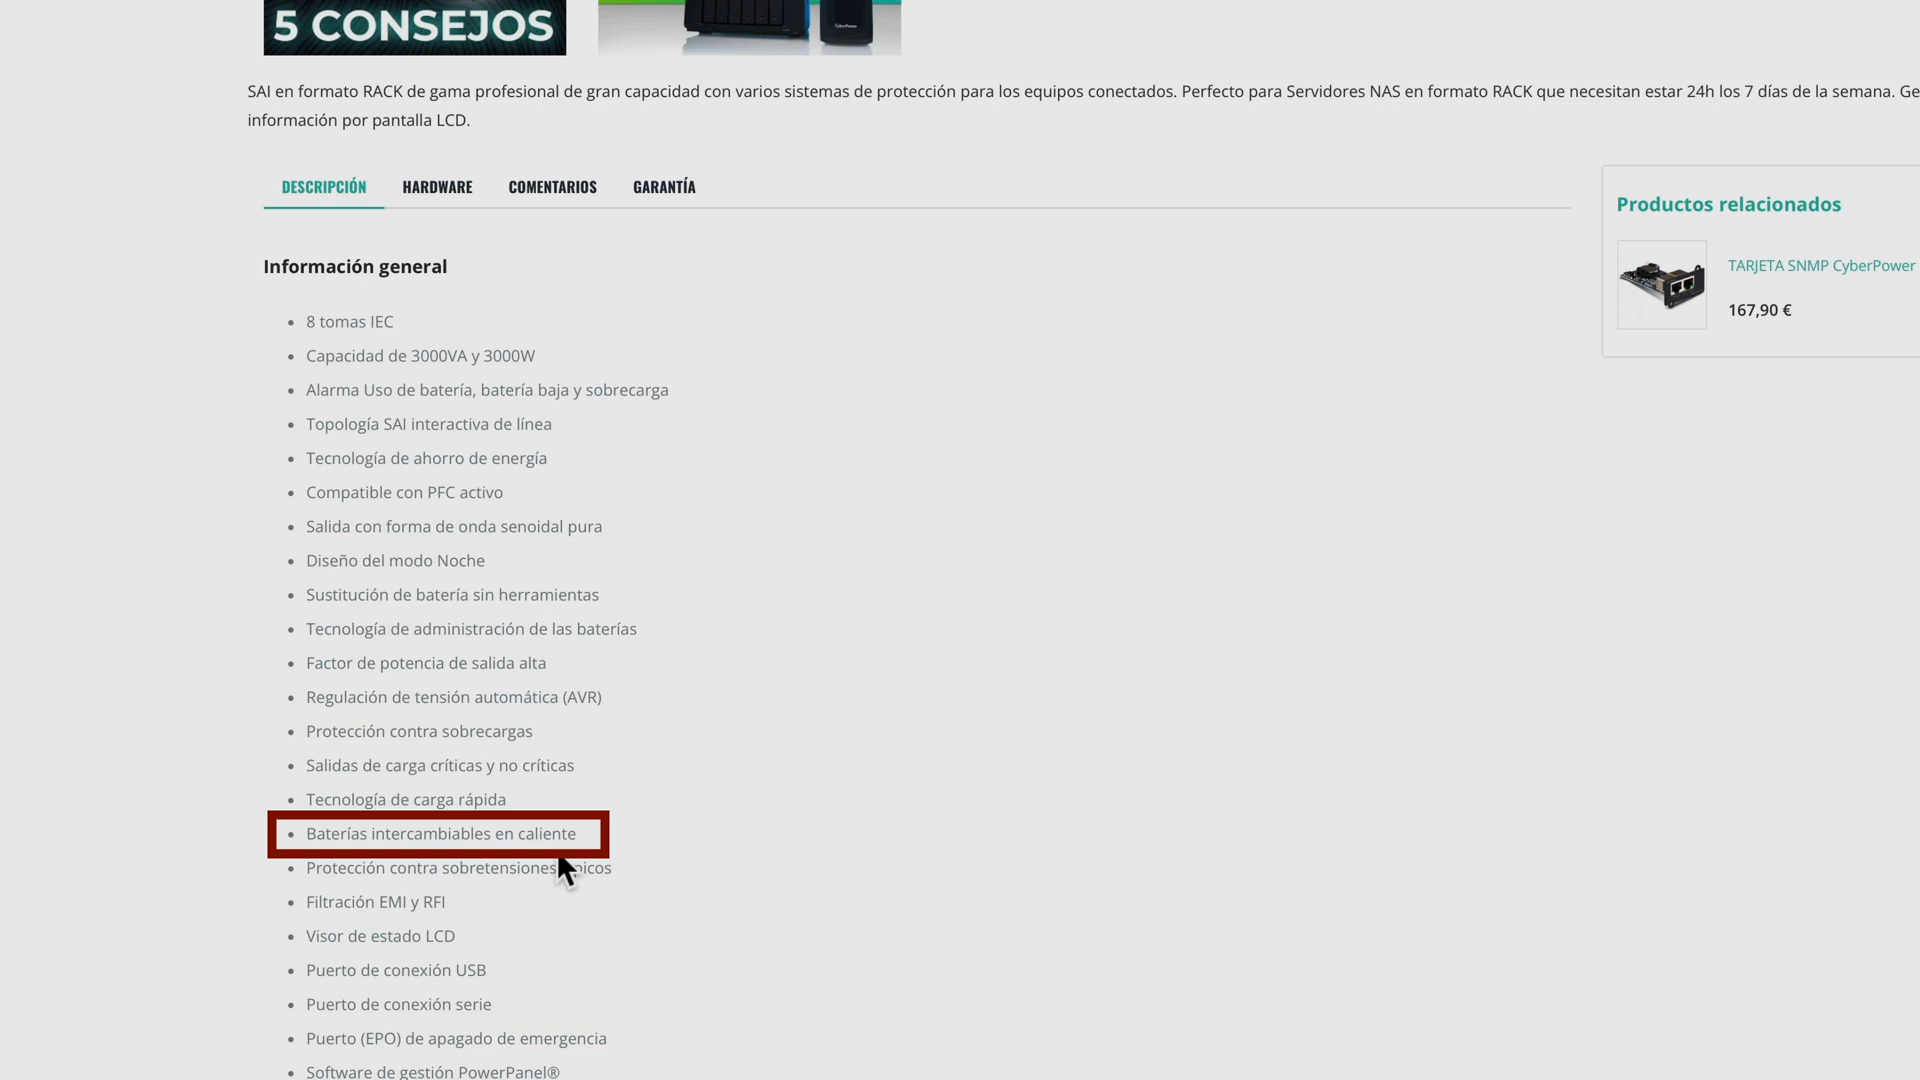 5 CONSEJOS
CyberPower
SAI en formato RACK de gama profesional de gran capacidad con varios sistemas de protección para los equipos conectados. Perfecto para Servidores NAS en formato RACK que necesitan estar 24h los 7 días de la semana. Ge
información por pantalla LCD.
DESCRIPCIÓN HARDWARE COMENTARIOS GARANTÍA
Productos relacionados
TARJETA SNMP CyberPower
167,90 €
Información general
• 8 tomas IEC
• Capacidad de 3000VA y 3000W
• Alarma Uso de batería, batería baja y sobrecarga
• Topología SAI interactiva de línea
• Tecnología de ahorro de energía
• Compatible con PFC activo
• Salida con forma de onda senoidal pura
• Diseño del modo Noche
• Sustitución de batería sin herramientas
• Tecnología de administración de las baterías
• Factor de potencia de salida alta
• Regulación de tensión automática (AVR)
• Protección contra sobrecargas
• Salidas de carga críticas y no críticas
• Tecnología de carga rápida
• Baterías intercambiables en caliente
• Protección contra sobretensiones picos
• Filtración EMI y RFI
• Visor de estado LCD
• Puerto de conexión USB
• Puerto de conexión serie
• Puerto (EPO) de apagado de emergencia
• Software de gestión PowerPanel®